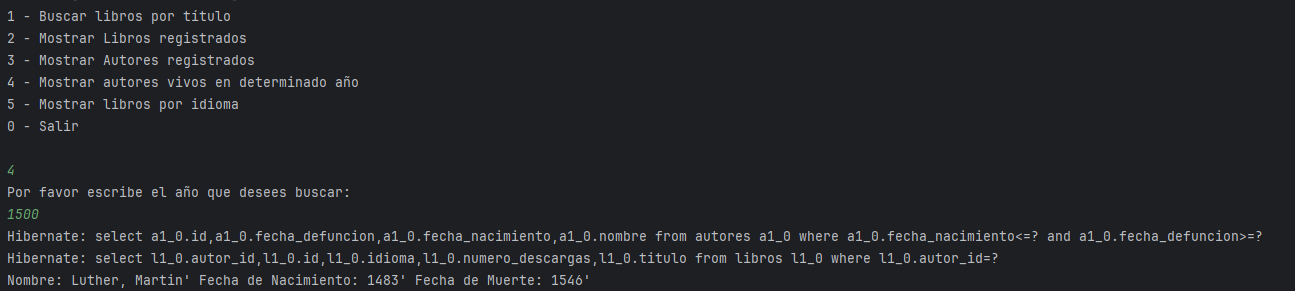 1 - Buscar libros por título
2 - Mostrar Libros registrados
3 - Mostrar Autores registrados
4 - Mostrar autores vivos en determinado año
5 - Mostrar libros por idioma
0 - Salir
4
Por favor escribe el año que desees buscar:
1500
Hibernate: select a1_0.id,a1_0.fecha_defuncion,a1_0.fecha_nacimiento,a1_0.nombre from autores a1_0 where a1_0.fecha_nacimiento<=? and a1_0.fecha_defuncion>=?
Hibernate: select l1_0.autor_id,l1_0.id,l1_0.idioma,l1_0.numero_descargas,l1_0.titulo from libros l1_0 where l1_0.autor_id=?
Nombre: Luther, Martin' Fecha de Nacimiento: 1483' Fecha de Muerte: 1546'